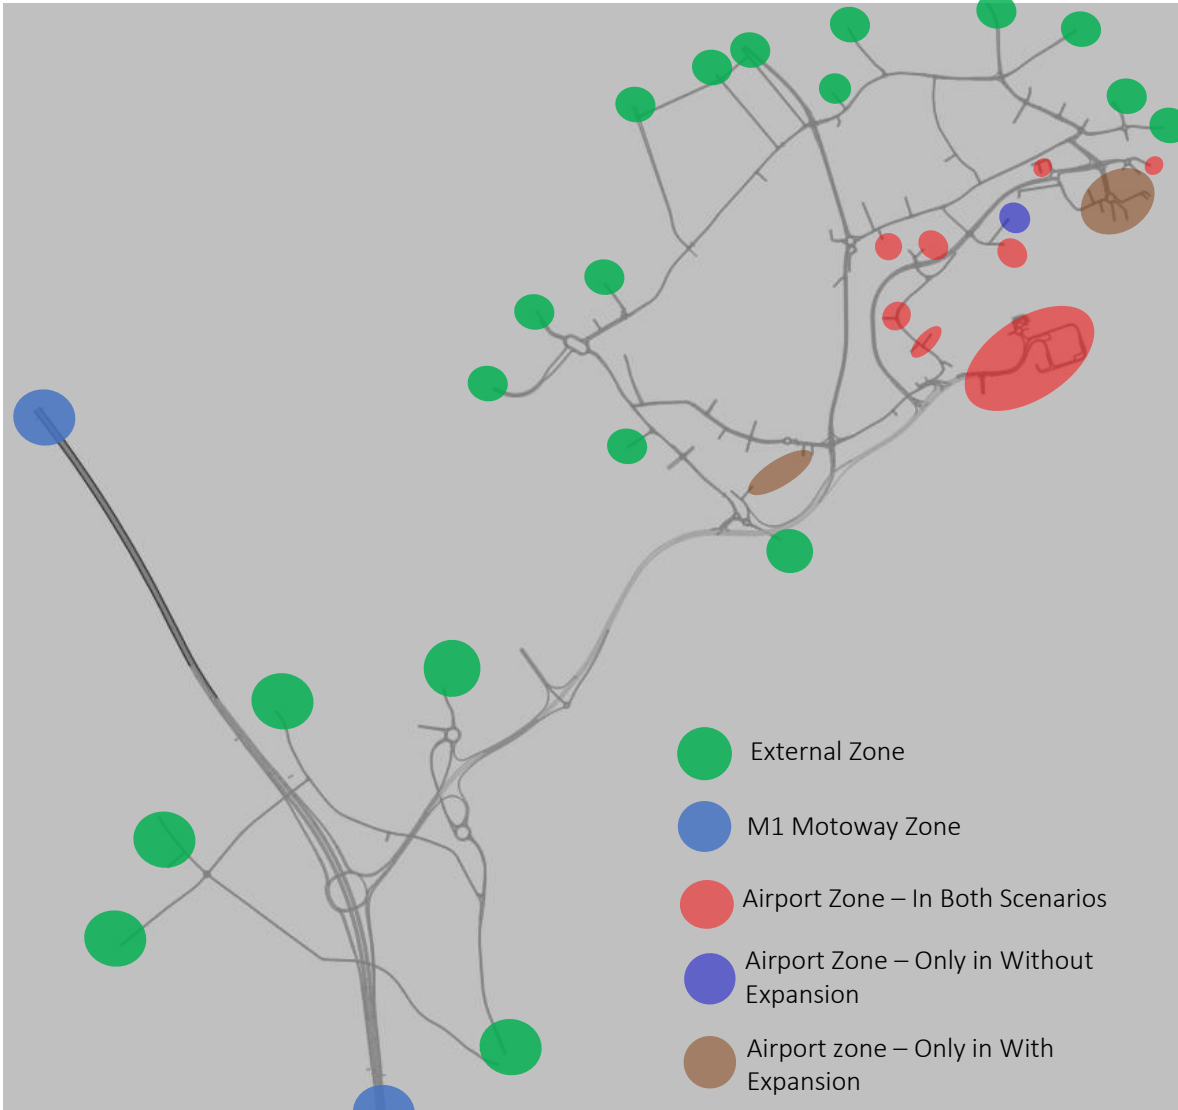 External Zone
M1 Motoway Zone
Airport Zone – In Both Scenarios
Airport Zone – Only in Without
Expansion
Airport zone – Only in With
Expansion